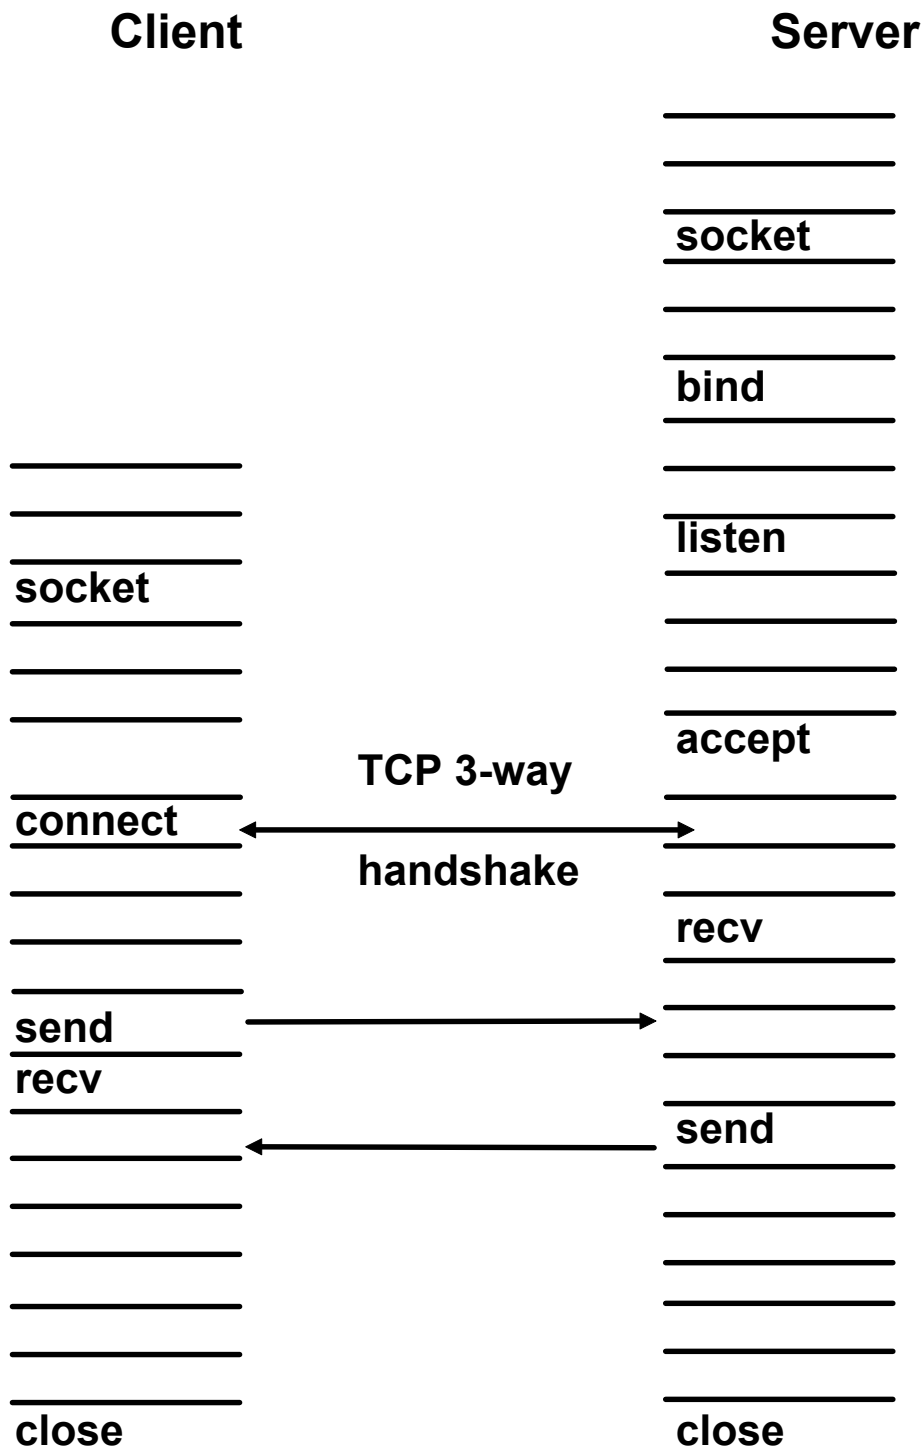 Client
Server
socket
bind
listen
socket
accept
TCP 3-way
connect
handshake
recv
send
recv
send
close
close